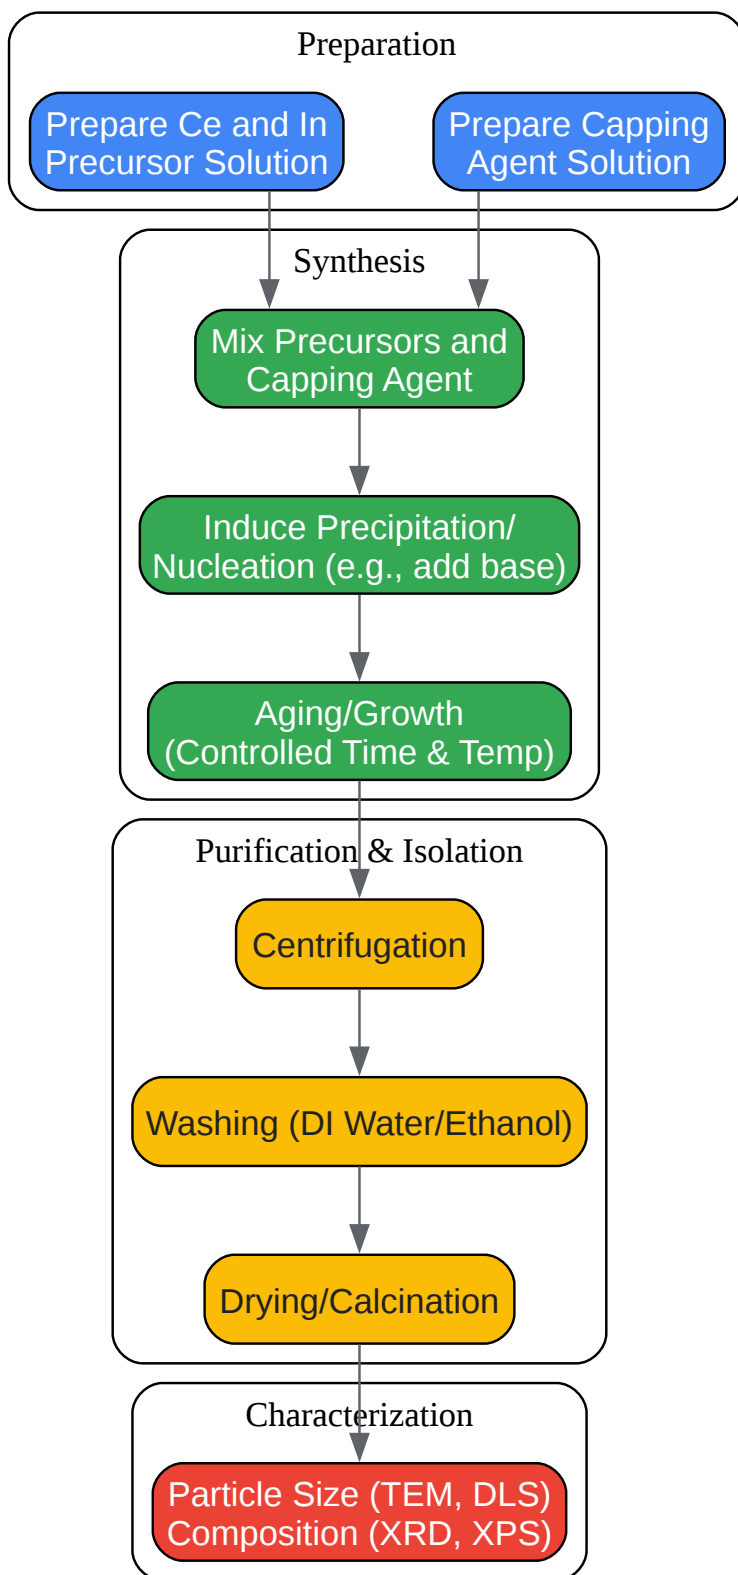 Preparation
Prepare Ce and In
Precursor Solution
Prepare Capping
Agent Solution
Synthesis
Mix Precursors and
Capping Agent
Induce Precipitation/
Nucleation (e.g., add base)
Aging/Growth
(Controlled Time & Temp)
Purification & Isolation
Centrifugation
Washing (DI Water/Ethanol)
Drying/Calcination
Characterization
Particle Size (TEM, DLS)
Composition (XRD, XPS)